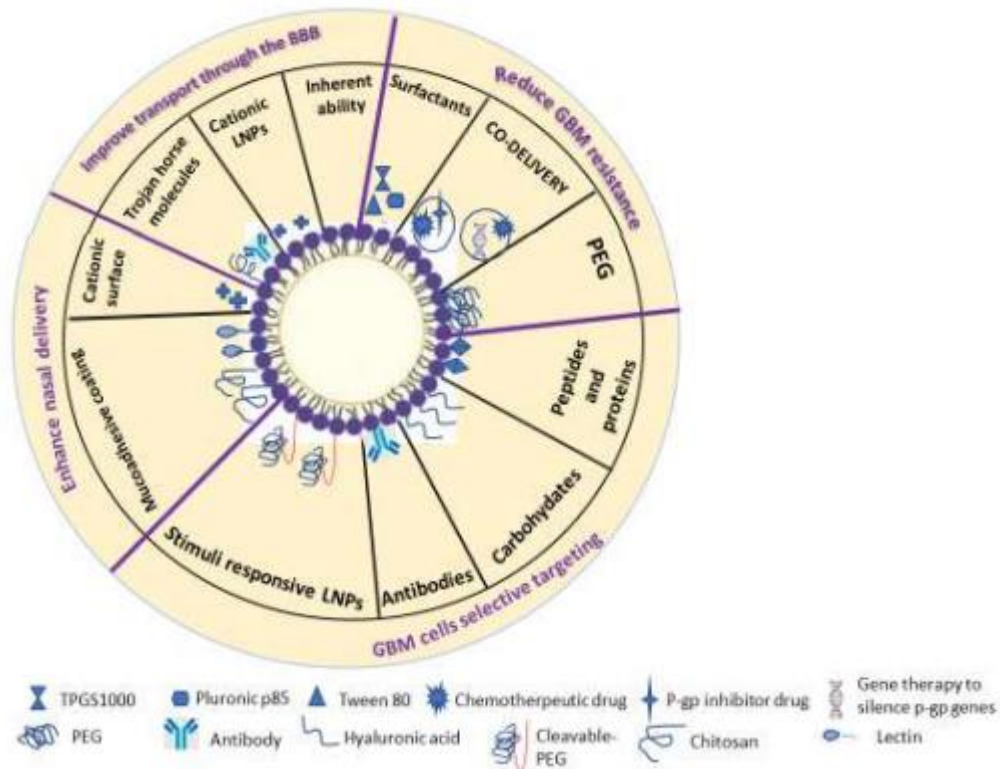 Improve transport through the BBB
Reduce GBM resistance
Enhance nasal delivery
GBM cells selective targeting
Inherent
ability
Surfactants
CO-DELIVERY
PEG
Peptides
and
proteins
Carbohydrates
Antibodies
Stimuli responsive LNPs
Mucoadhesive coating
Cationic
surface
Trojan horse
molecules
Cationic
LNPs
TPGS1000
Pluronic p85
Tween 80
Chemotherpeutic drug
P-gp inhibitor drug
Gene therapy to
silence p-gp genes
PEG
Antibody
Hyaluronic acid
Cleavable-
PEG
Chitosan
Lectin